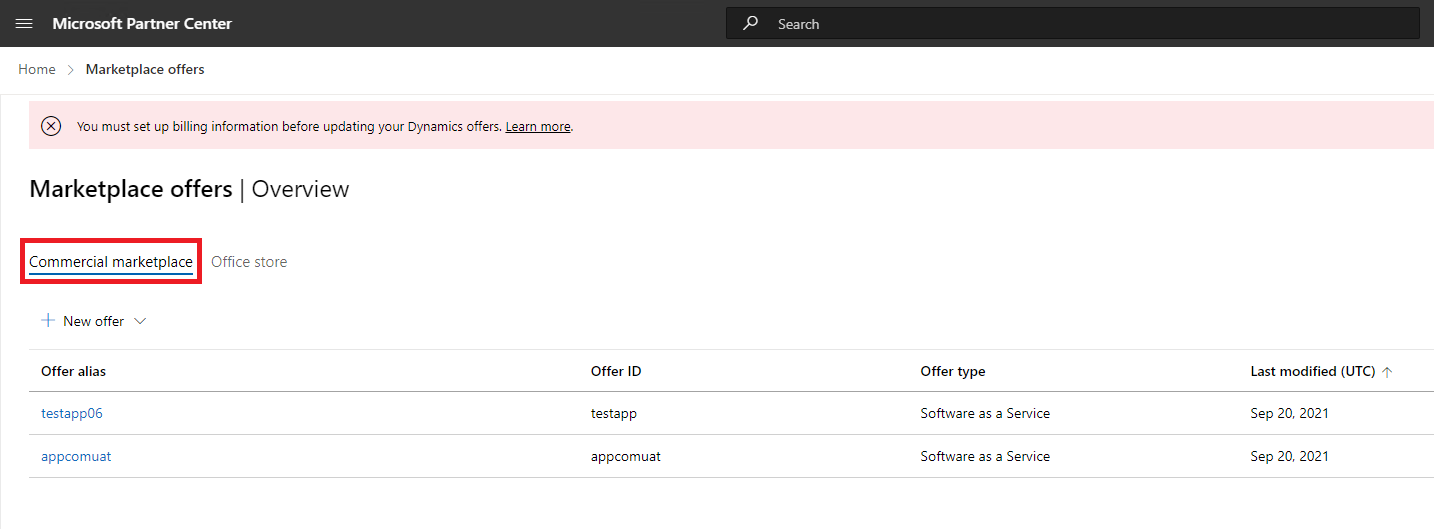 Microsoft Partner Center
Search
Home > Marketplace offers
You must set up billing information before updating your Dynamics offers. Learn more.
Marketplace offers | Overview
Commercial marketplace Office store
+ New offer
Offer alias Offer ID Offer type Last modified (UTC) ↑
testapp06 testapp Software as a Service Sep 20, 2021
appcomuat appcomuat Software as a Service Sep 20, 2021